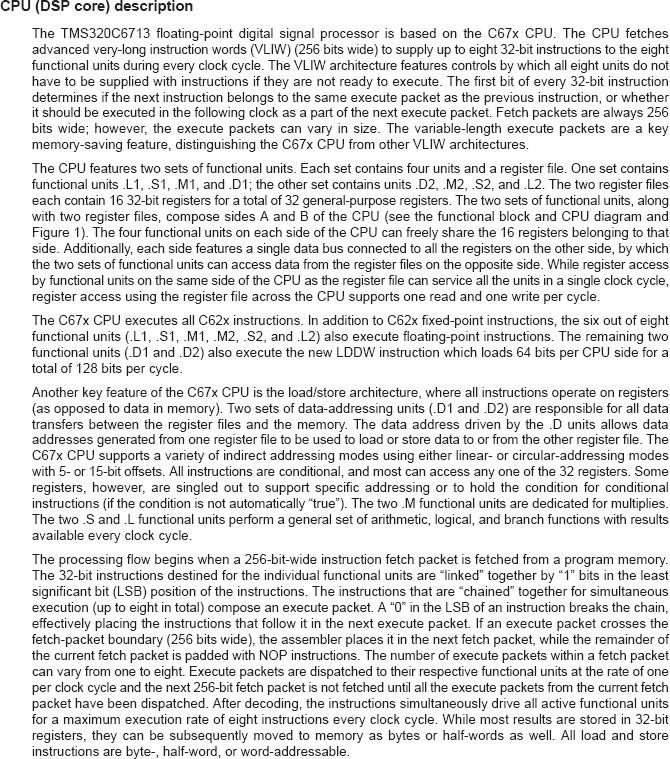 CPU (DSP core) description
The TMS320C6713 floating-point digital signal processor is based on the C67x CPU. The CPU fetches
advanced very-long instruction words (VLIW) (256 bits wide) to supply up to eight 32-bit instructions to the eight
functional units during every clock cycle. The VLIW architecture features controls by which all eight units do not
have to be supplied with instructions if they are not ready to execute. The first bit of every 32-bit instruction
determines if the next instruction belongs to the same execute packet as the previous instruction, or whether
it should be executed in the following clock as a part of the next execute packet. Fetch packets are always 256
bits wide; however, the execute packets can vary in size. The variable-length execute packets are a key
memory-saving feature, distinguishing the C67x CPU from other VLIW architectures.
The CPU features two sets of functional units. Each set contains four units and a register file. One set contains
functional units .L1, .S1, .M1, and .D1; the other set contains units .D2, .M2, .S2, and .L2. The two register files
each contain 16 32-bit registers for a total of 32 general-purpose registers. The two sets of functional units, along
with two register files, compose sides A and B of the CPU (see the functional block and CPU diagram and
Figure 1). The four functional units on each side of the CPU can freely share the 16 registers belonging to that
side. Additionally, each side features a single data bus connected to all the registers on the other side, by which
the two sets of functional units can access data from the register files on the opposite side. While register access
by functional units on the same side of the CPU as the register file can service all the units in a single clock cycle,
register access using the register file across the CPU supports one read and one write per cycle.
The C67x CPU executes all C62x instructions. In addition to C62x fixed-point instructions, the six out of eight
functional units (.L1, .S1, .M1, .M2, .S2, and .L2) also execute floating-point instructions. The remaining two
functional units (.D1 and .D2) also execute the new LDDW instruction which loads 64 bits per CPU side for a
total of 128 bits per cycle.
Another key feature of the C67x CPU is the load/store architecture, where all instructions operate on registers
(as opposed to data in memory). Two sets of data-addressing units (.D1 and .D2) are responsible for all data
transfers between the register files and the memory. The data address driven by the .D units allows data
addresses generated from one register file to be used to load or store data to or from the other register file. The
C67x CPU supports a variety of indirect addressing modes using either linear- or circular-addressing modes
with 5- or 15-bit offsets. All instructions are conditional, and most can access any one of the 32 registers. Some
registers, however, are singled out to support specific addressing or to hold the condition for conditional
instructions (if the condition is not automatically “true”). The two .M functional units are dedicated for multiplies.
The two .S and .L functional units perform a general set of arithmetic, logical, and branch functions with results
available every clock cycle.
The processing flow begins when a 256-bit-wide instruction fetch packet is fetched from a program memory.
The 32-bit instructions destined for the individual functional units are “linked” together by “1” bits in the least
significant bit (LSB) position of the instructions. The instructions that are “chained” together for simultaneous
execution (up to eight in total) compose an execute packet. A “0” in the LSB of an instruction breaks the chain,
effectively placing the instructions that follow it in the next execute packet. If an execute packet crosses the
fetch-packet boundary (256 bits wide), the assembler places it in the next fetch packet, while the remainder of
the current fetch packet is padded with NOP instructions. The number of execute packets within a fetch packet
can vary from one to eight. Execute packets are dispatched to their respective functional units at the rate of one
per clock cycle and the next 256-bit fetch packet is not fetched until all the execute packets from the current fetch
packet have been dispatched. After decoding, the instructions simultaneously drive all active functional units
for a maximum execution rate of eight instructions every clock cycle. While most results are stored in 32-bit
registers, they can be subsequently moved to memory as bytes or half-words as well. All load and store
instructions are byte-, half-word, or word-addressable.